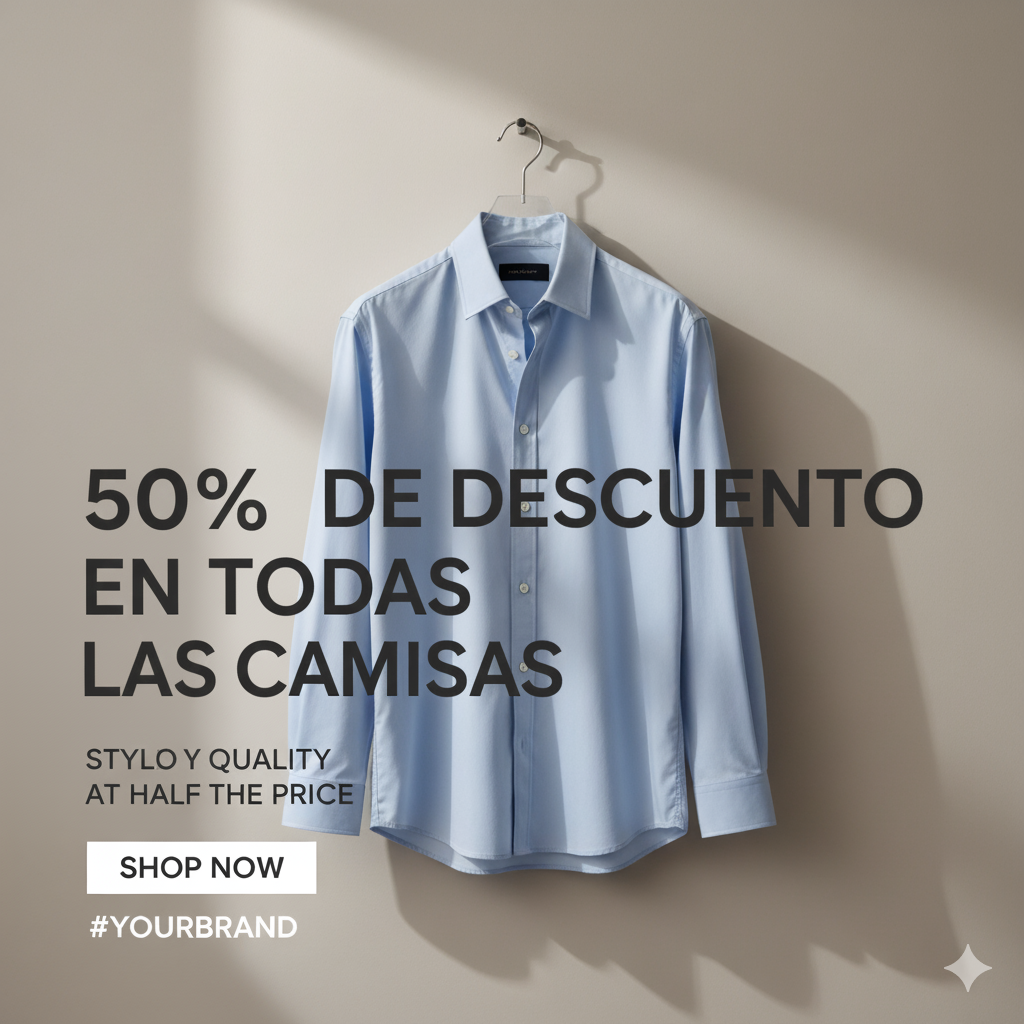 50% DE DESCUENTO
EN TODAS
LAS CAMISAS
STYLO Y QUALITY
AT HALF THE PRICE
SHOP NOW
#YOURBRAND